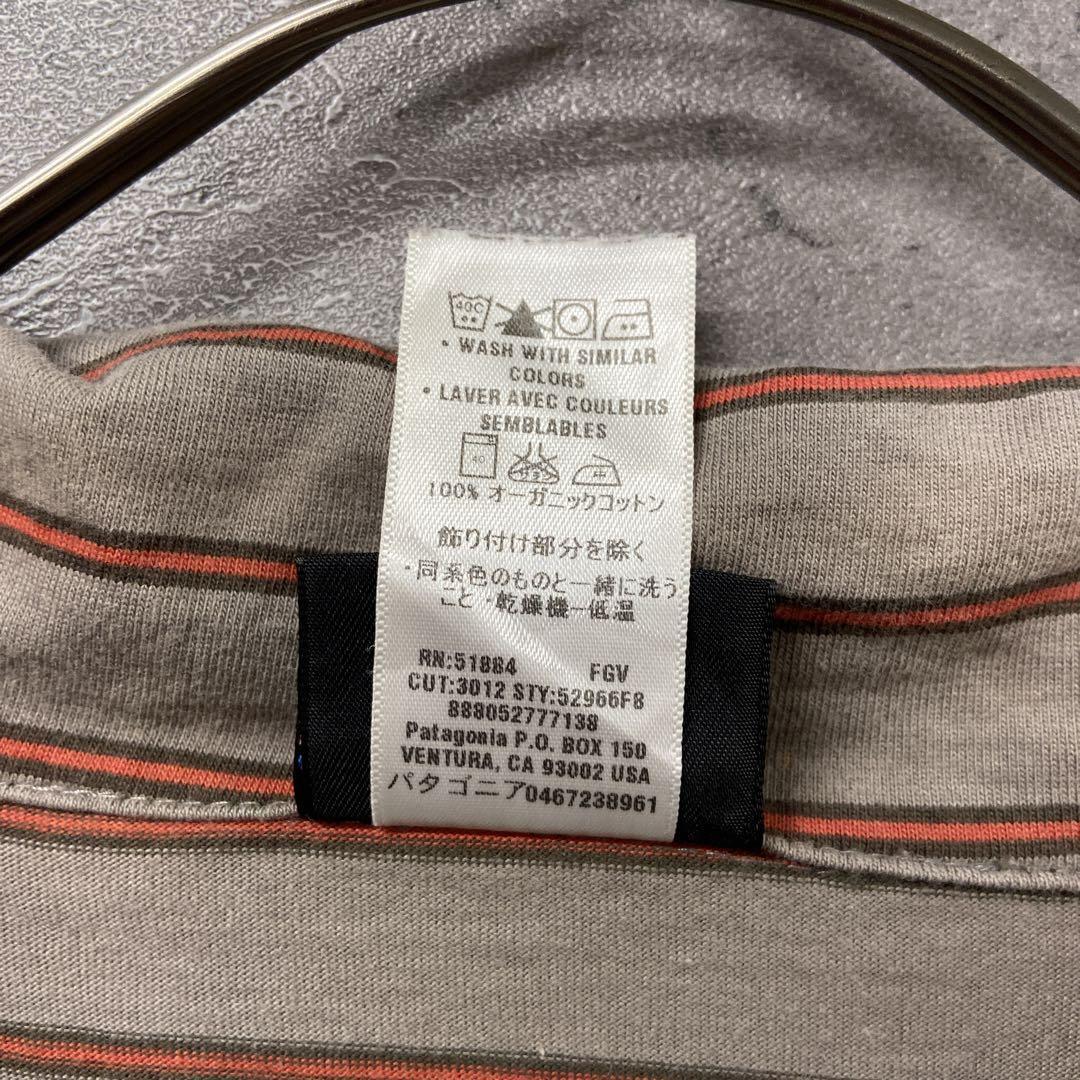 40C
• WASH WITH SIMILAR
COLORS
• LAVER AVEC COULEURS
SEMBLABLES
40
100% オーガニックコットン
飾り付け部分を除く
・同系色のものと一緒に洗う
こと・乾燥機－低温
RN:51884 FGV
CUT:3012 STY:52966F8
888052777138
Patagonia P.O. BOX 150
VENTURA, CA 93002 USA
パタゴニア0467238961